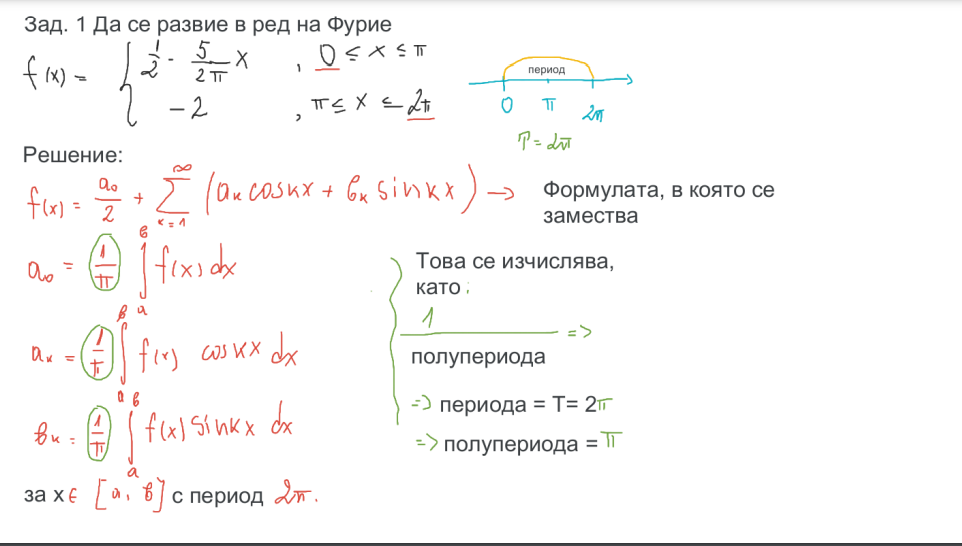 Зад. 1 Да се развие в ред на Фурие
f(x) = { 1/2 - 5/2π x , 0 ≤ x ≤ π
-2 , π ≤ x ≤ 2π
период
0 π 2π
T = 2π
Решение:
f(x) = a₀/2 + ∑_{k=1}^{∞} (aₖ cos kx + bₖ sin kx) → Формулата, в която се
замества
a₀ = 1/π ∫_a^b f(x) dx
Това се изчислява,
като :
1 =>
полупериода
aₖ = 1/π ∫_a^b f(x) cos kx dx
=> периода = T= 2π
bₖ = 1/π ∫_a^b f(x) sin kx dx
=> полупериода = π
за x ∈ [a, b] с период 2π.